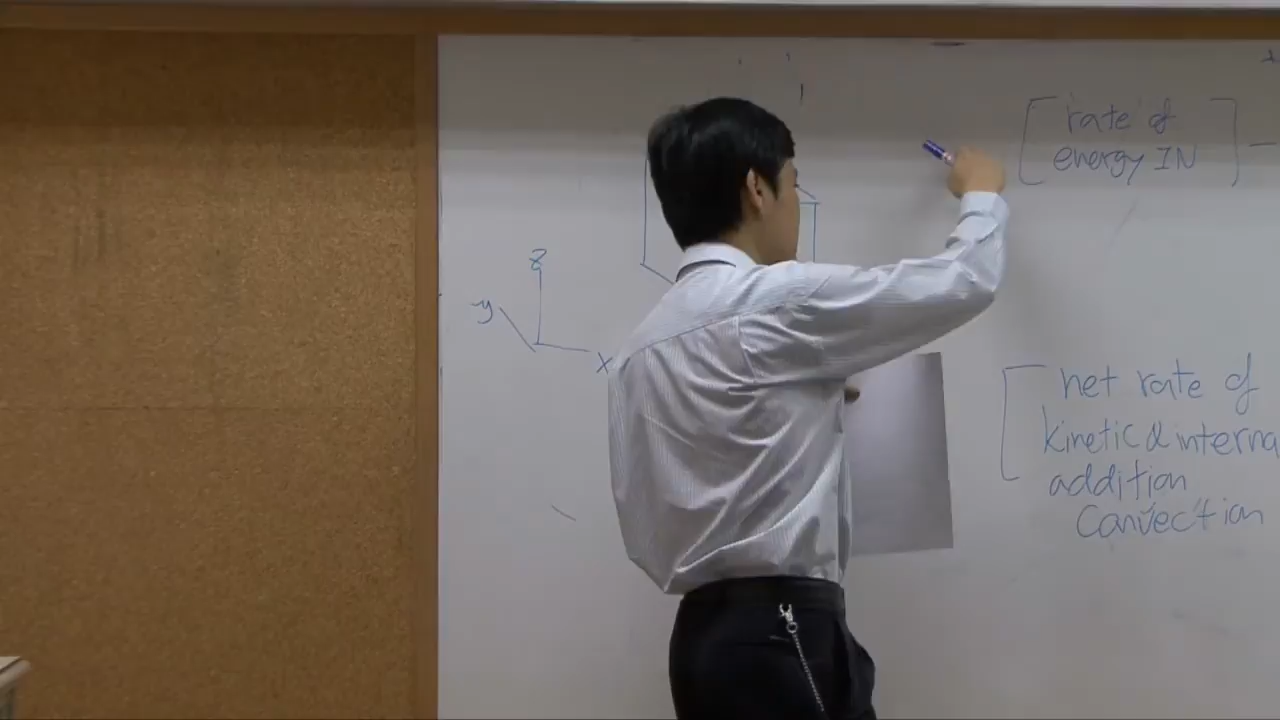 z
y
x
rate of
energy IN
net rate of
kinetic & interna
addition
convection